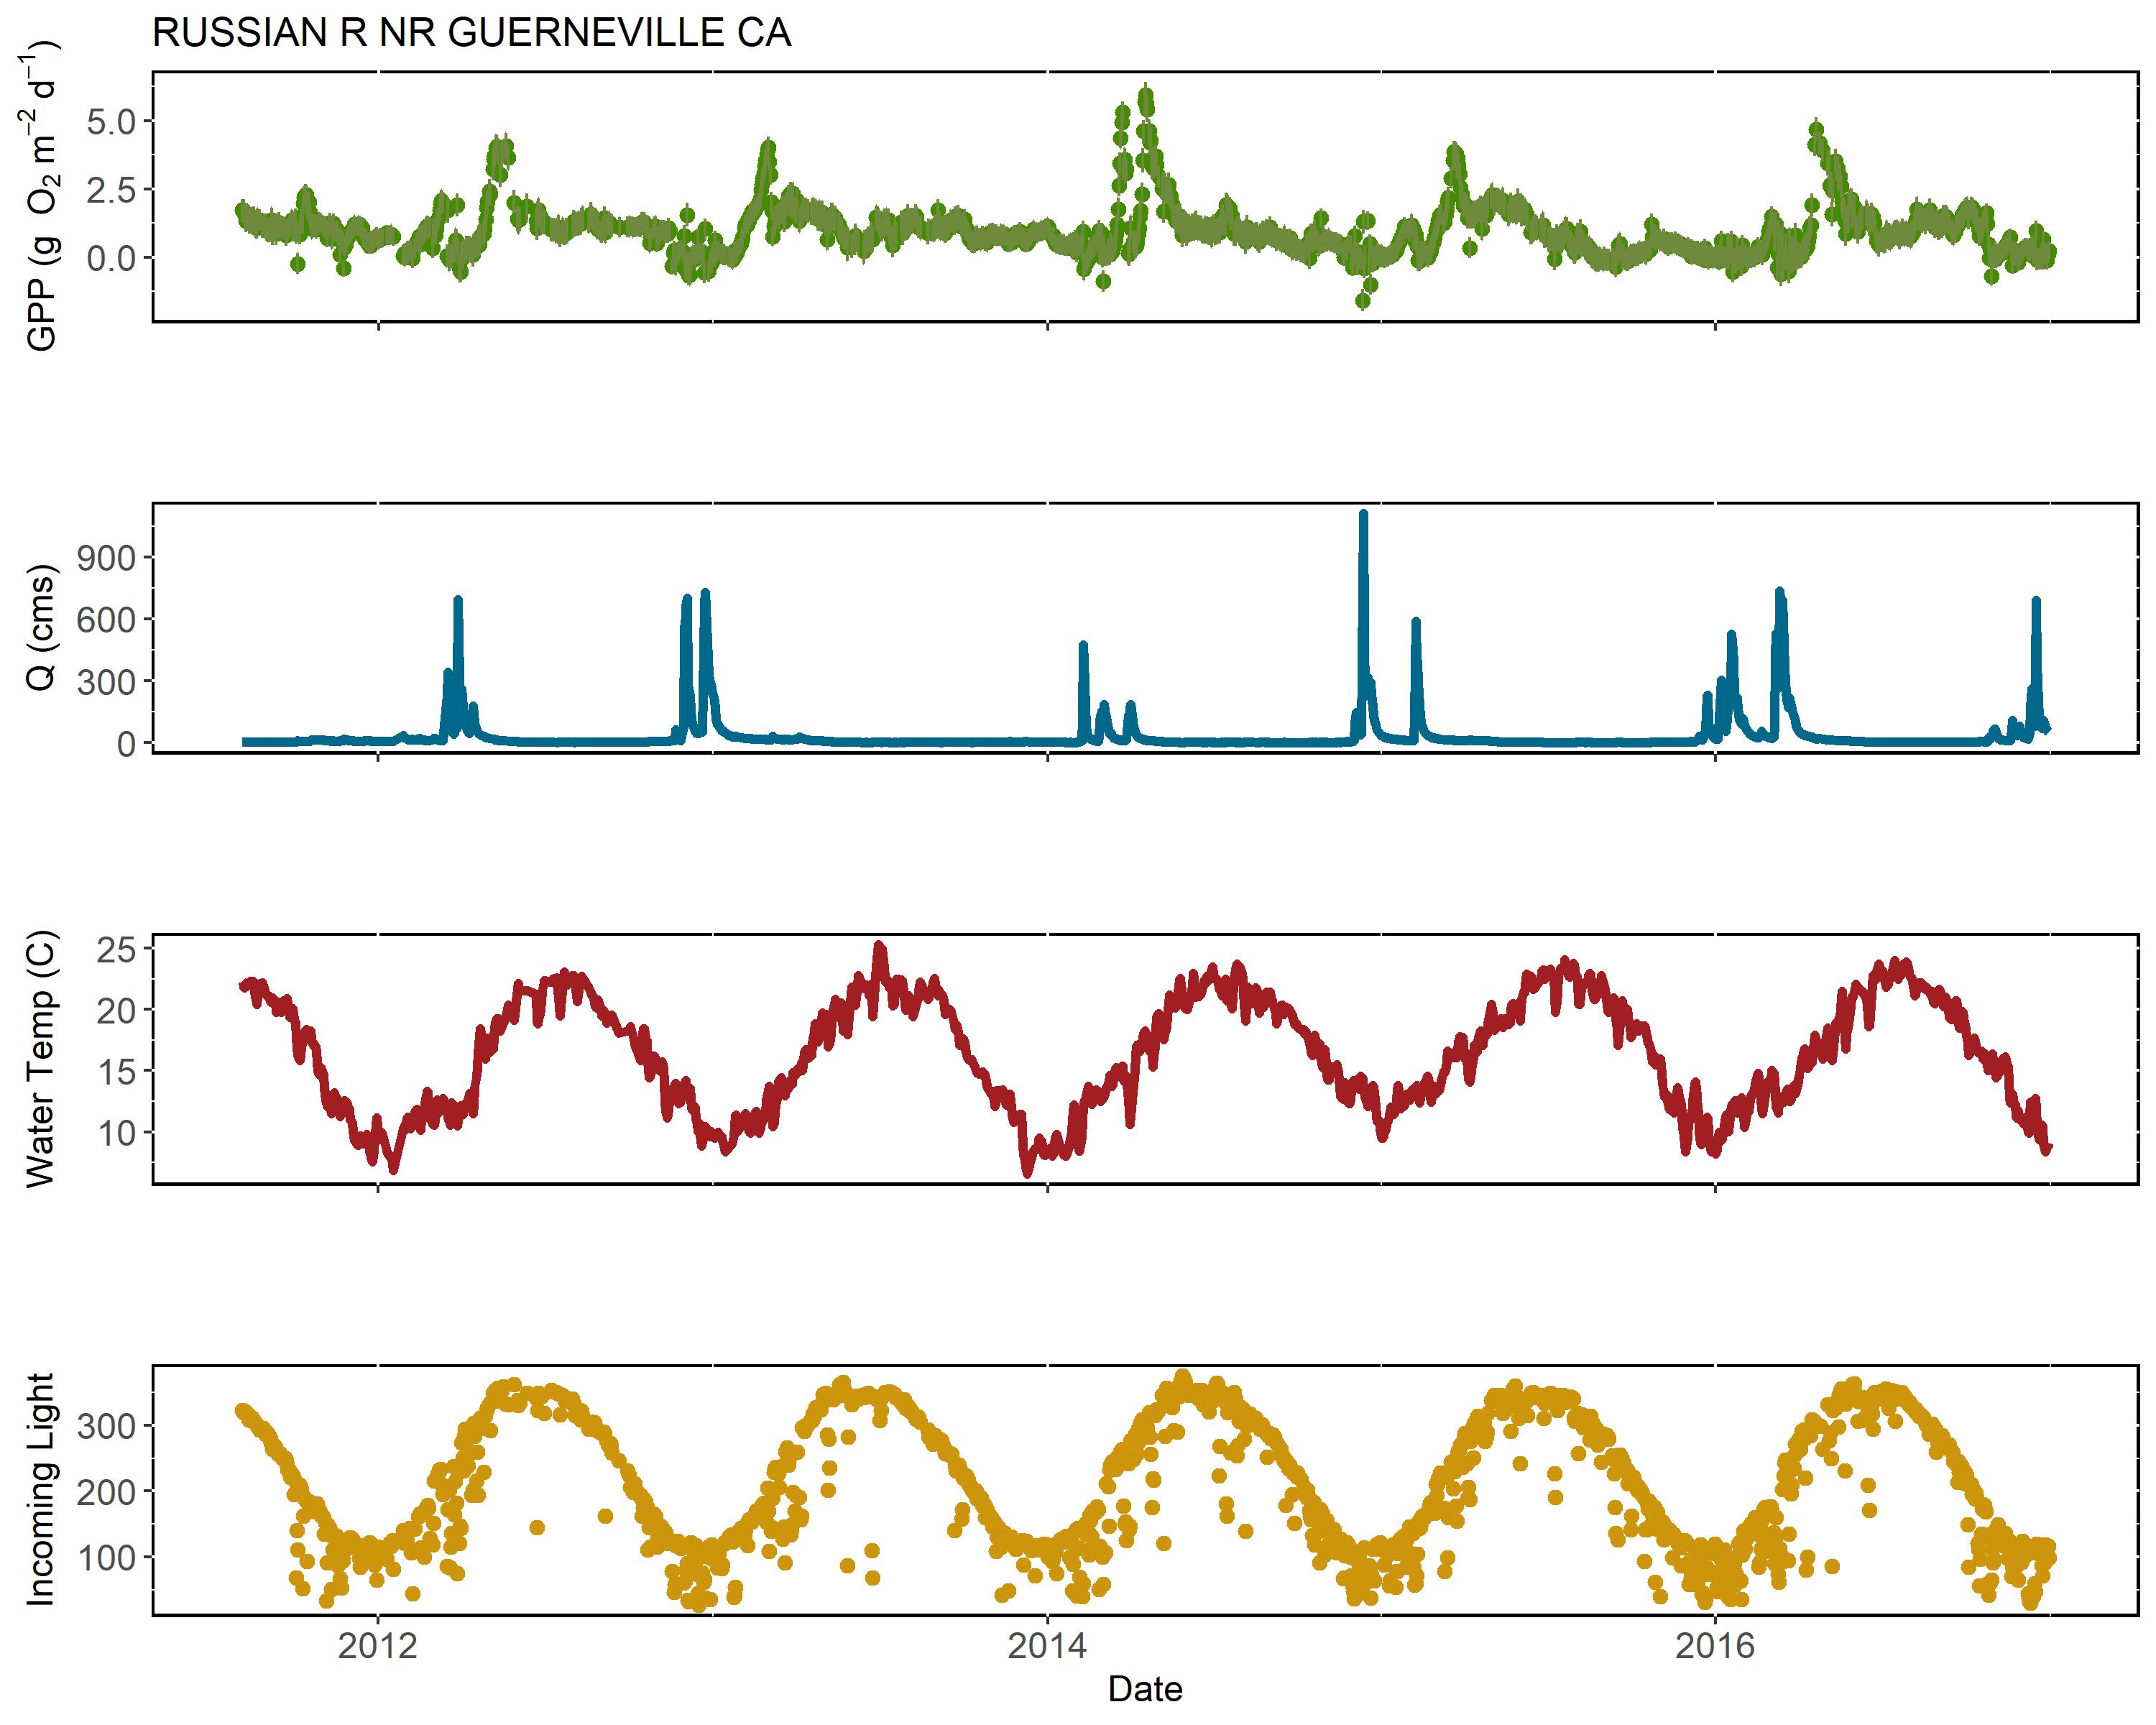 RUSSIAN R NR GUERNEVILLE CA
GPP (g O₂ m⁻² d⁻¹)
5.0
2.5
0.0
Q (cms)
900
600
300
0
Water Temp (C)
25
20
15
10
Incoming Light
300
200
100
2012 2014 2016
Date